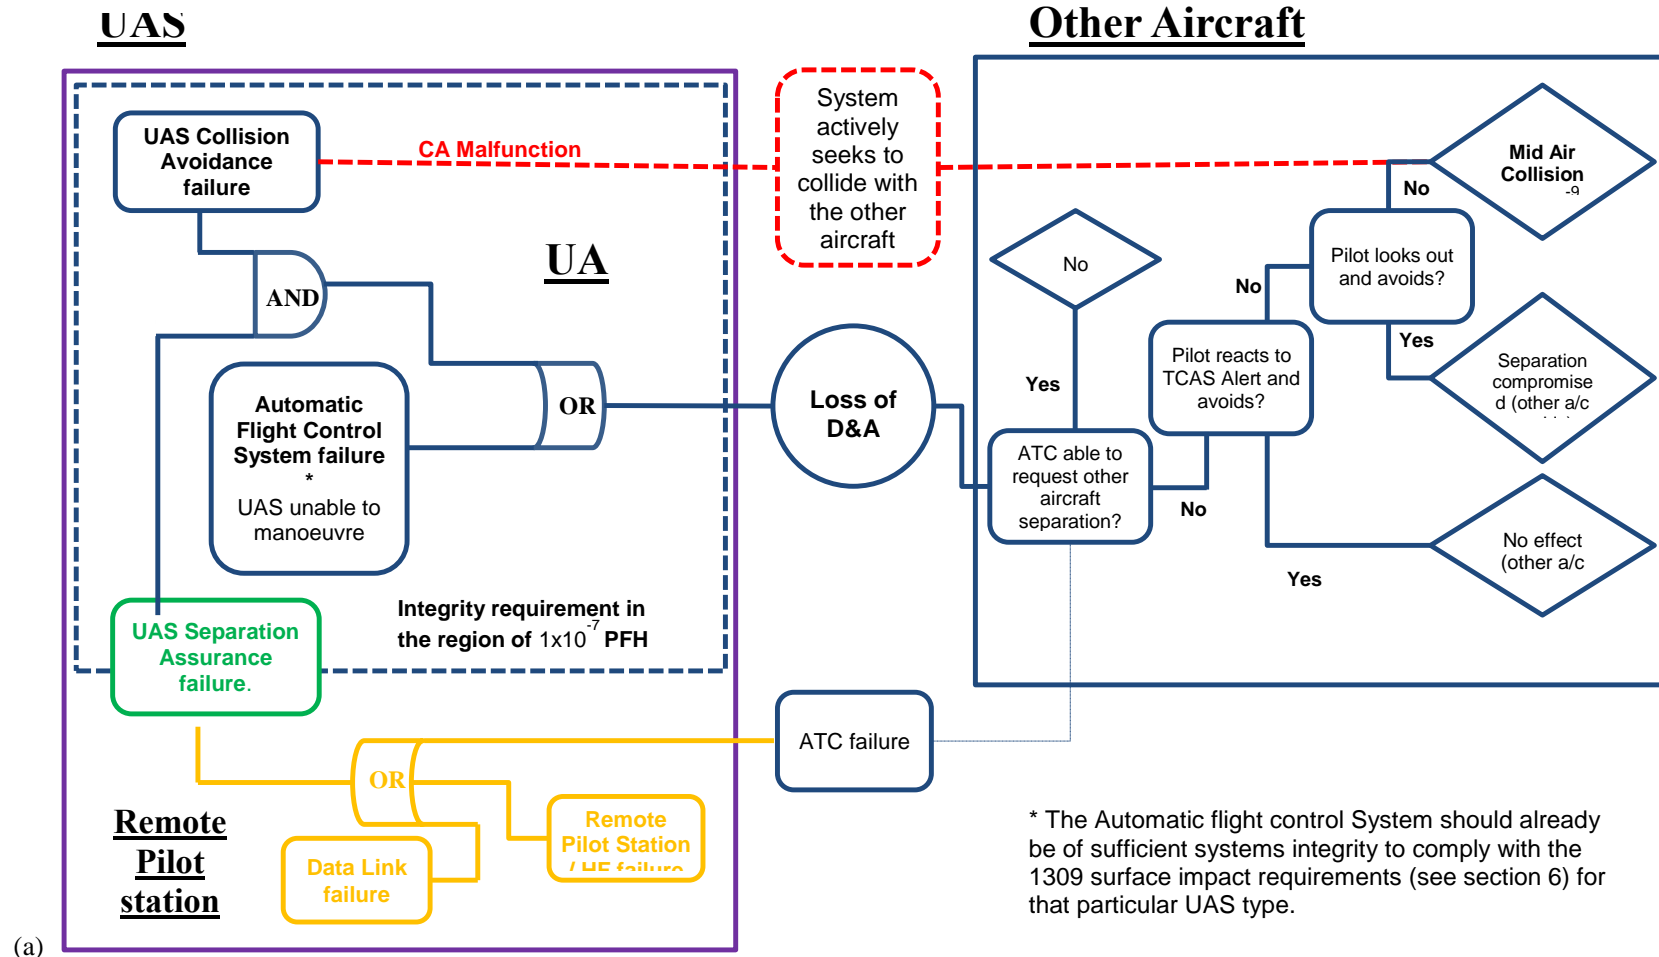 UAS
Other Aircraft
UAS Collision
Avoidance
failure
CA Malfunction
System
actively
seeks to
collide with
the other
aircraft
Mid Air
Collision
-9
No
Pilot looks out
and avoids?
UA
No
AND
No
Yes
Separation
compromise
d (other a/c
Pilot reacts to
TCAS Alert and
avoids?
Yes
Automatic
Flight Control
System failure
*
UAS unable to
manoeuvre
OR
Loss of
D&A
ATC able to
request other
aircraft
separation?
No
No effect
(other a/c
Yes
Integrity requirement in
the region of 1x10-7 PFH
UAS Separation
Assurance
failure.
ATC failure
OR
Remote
Pilot Station
/ HF failure
Data Link
failure
Remote
Pilot
station
* The Automatic flight control System should already
be of sufficient systems integrity to comply with the
1309 surface impact requirements (see section 6) for
that particular UAS type.
(a)